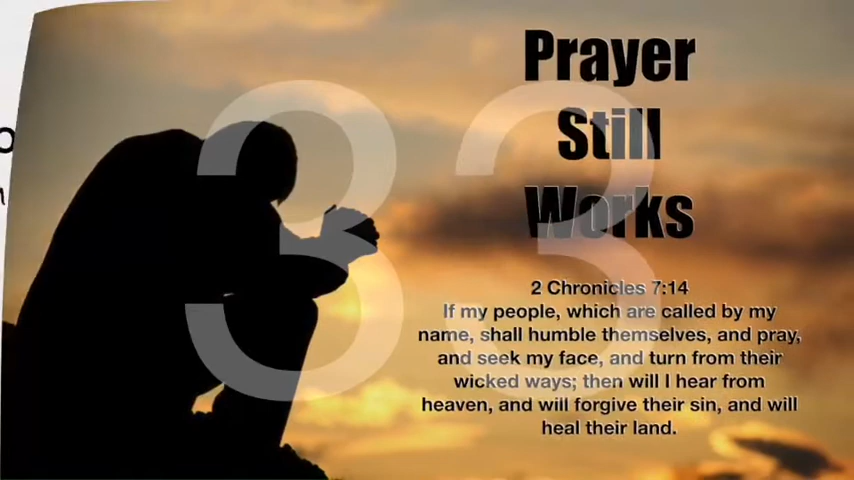 Prayer
Still
Works
33
2 Chronicles 7:14
If my people, which are called by my
name, shall humble themselves, and pray,
and seek my face, and turn from their
wicked ways; then will I hear from
heaven, and will forgive their sin, and will
heal their land.